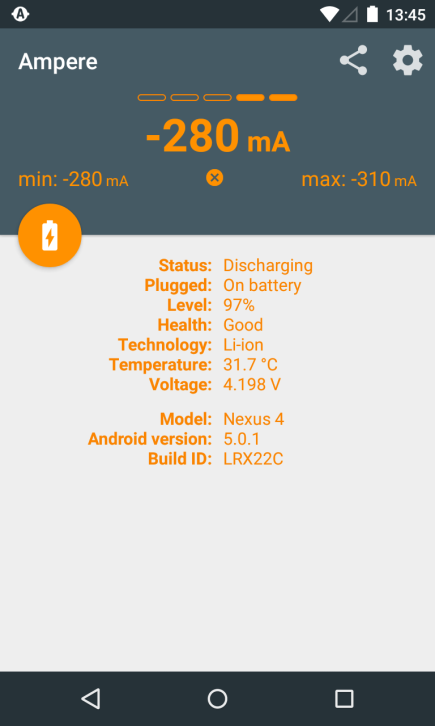 13:45
Ampere
-280 mA
min: -280 mA
max: -310 mA
Status: Discharging
Plugged: On battery
Level: 97%
Health: Good
Technology: Li-ion
Temperature: 31.7 °C
Voltage: 4.198 V
Model: Nexus 4
Android version: 5.0.1
Build ID: LRX22C